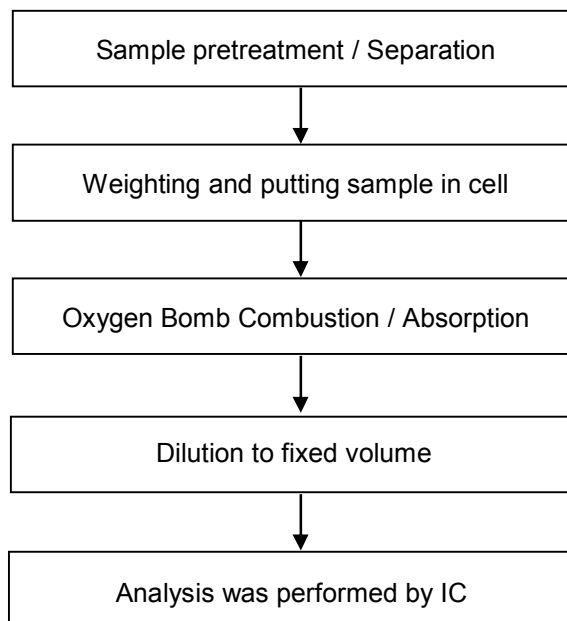 Sample pretreatment / Separation
Weighting and putting sample in cell
Oxygen Bomb Combustion / Absorption
Dilution to fixed volume
Analysis was performed by IC